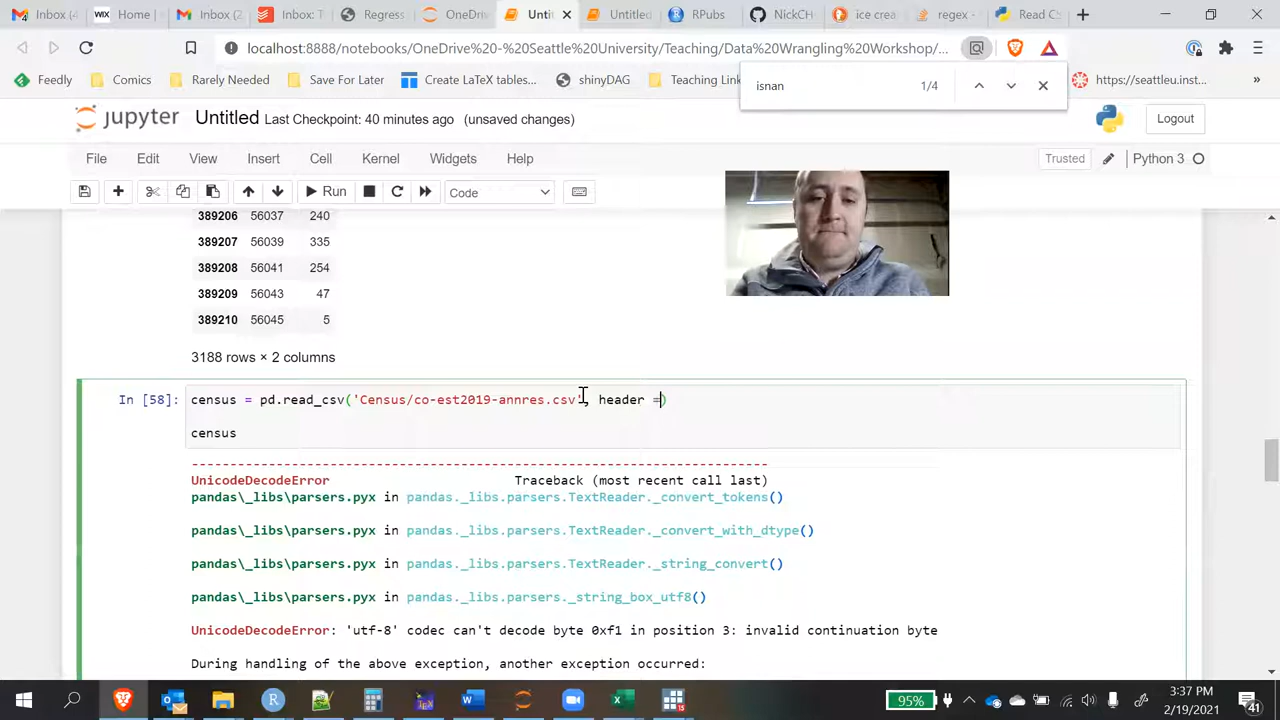 Inbox (4
Home |
Inbox (2
Inbox: T
Regress
OneDriv
Untit
Untitled
RPubs
NickCH
ice crea
regex -
Read CS
localhost:8888/notebooks/OneDrive%20-%20Seattle%20University/Teaching/Data%20Wrangling%20Workshop/...
Feedly
Comics
Rarely Needed
Save For Later
Create LaTeX tables...
shinyDAG
Teaching Link
https://seattleu.inst...
»
isnan
1/4
jupyter
Untitled Last Checkpoint: 40 minutes ago (unsaved changes)
Logout
File Edit View Insert Cell Kernel Widgets Help
Trusted
Python 3
Run
Code
389206 56037 240
389207 56039 335
389208 56041 254
389209 56043 47
389210 56045 5
3188 rows × 2 columns
In [58]:
census = pd.read_csv('Census/co-est2019-annres.csv', header =)
census
---------------------------------------------------------------------------
UnicodeDecodeError Traceback (most recent call last)
pandas\_libs\parsers.pyx in pandas._libs.parsers.TextReader._convert_tokens()
pandas\_libs\parsers.pyx in pandas._libs.parsers.TextReader._convert_with_dtype()
pandas\_libs\parsers.pyx in pandas._libs.parsers.TextReader._string_convert()
pandas\_libs\parsers.pyx in pandas._libs.parsers._string_box_utf8()
UnicodeDecodeError: 'utf-8' codec can't decode byte 0xf1 in position 3: invalid continuation byte
During handling of the above exception, another exception occurred:
95%
3:37 PM
2/19/2021
41